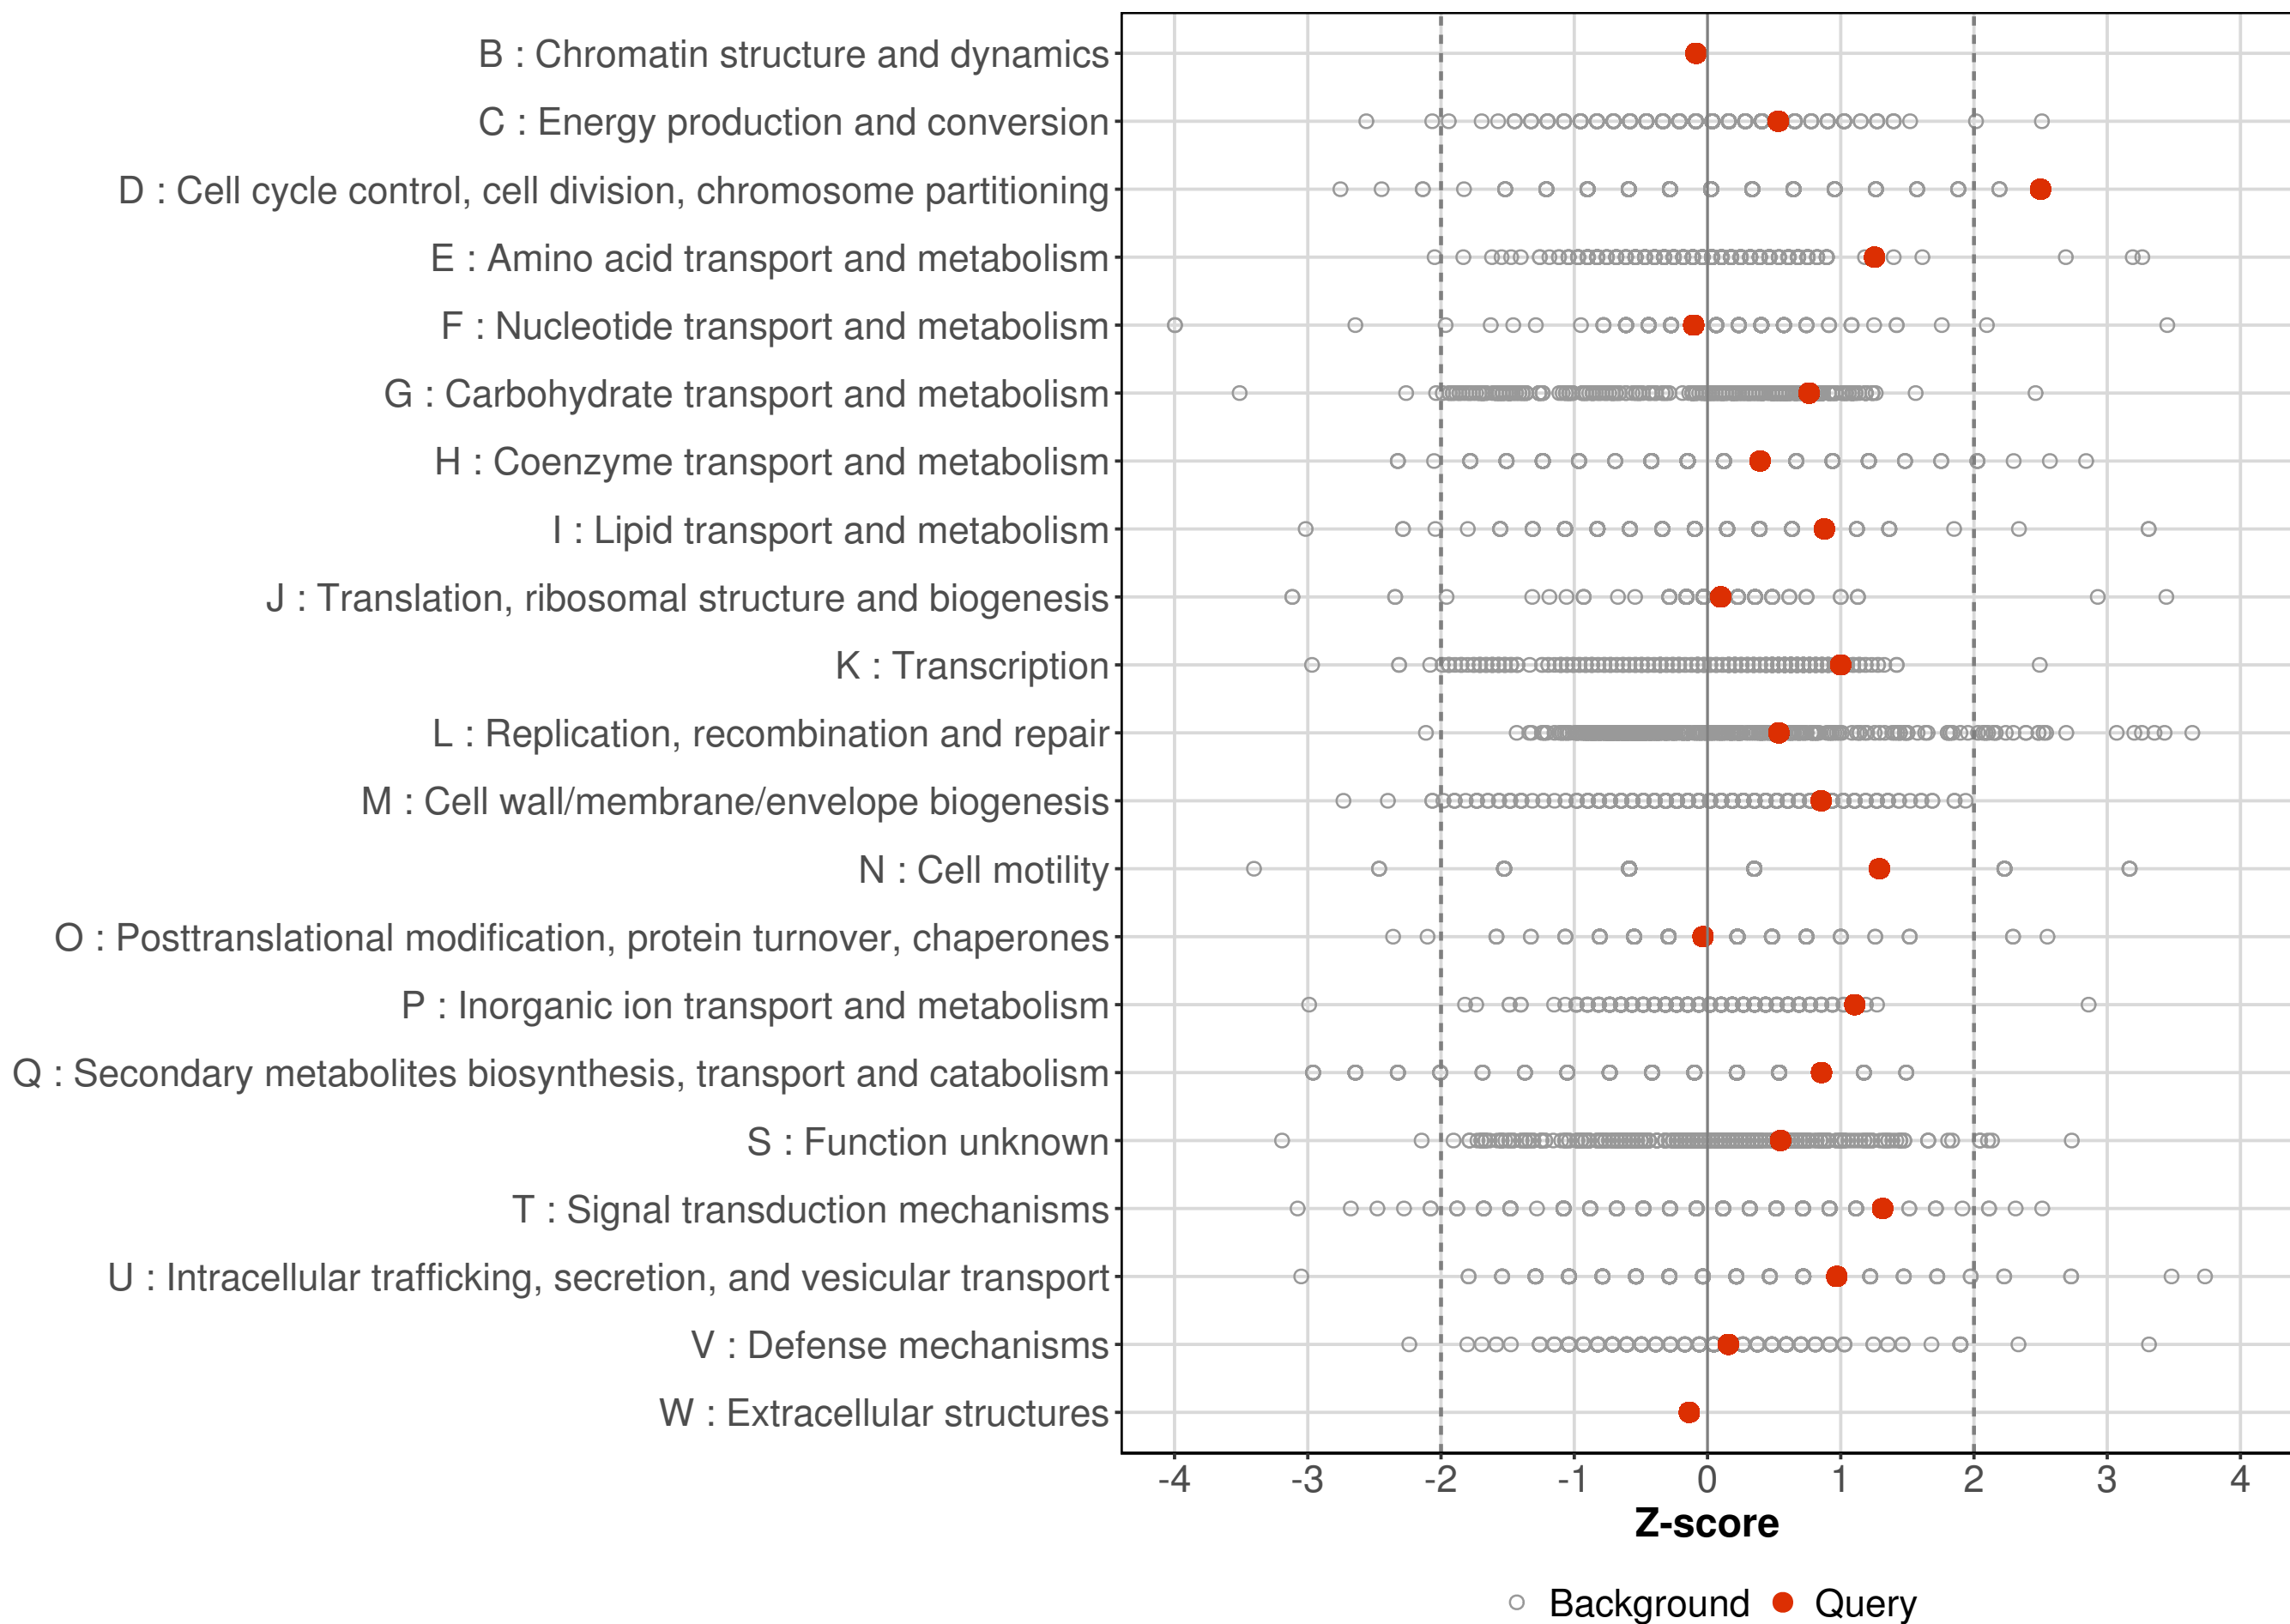 B : Chromatin structure and dynamics
C : Energy production and conversion
D : Cell cycle control, cell division, chromosome partitioning
E : Amino acid transport and metabolism
F : Nucleotide transport and metabolism
G : Carbohydrate transport and metabolism
H : Coenzyme transport and metabolism
I : Lipid transport and metabolism
J : Translation, ribosomal structure and biogenesis
K : Transcription
L : Replication, recombination and repair
M : Cell wall/membrane/envelope biogenesis
N : Cell motility
O : Posttranslational modification, protein turnover, chaperones
P : Inorganic ion transport and metabolism
Q : Secondary metabolites biosynthesis, transport and catabolism
S : Function unknown
T : Signal transduction mechanisms
U : Intracellular trafficking, secretion, and vesicular transport
V : Defense mechanisms
W : Extracellular structures
-4 -3 -2 -1 0 1 2 3 4
Z-score
Background Query